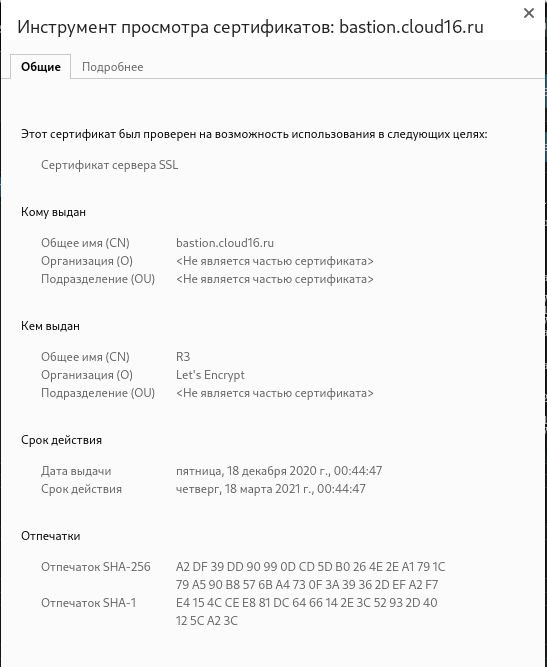 Инструмент просмотра сертификатов: bastion.cloud16.ru
Общие Подробнее
Этот сертификат был проверен на возможность использования в следующих целях:
Сертификат сервера SSL
Кому выдан
Общее имя (CN) bastion.cloud16.ru
Организация (O) <Не является частью сертификата>
Подразделение (OU) <Не является частью сертификата>
Кем выдан
Общее имя (CN) R3
Организация (O) Let's Encrypt
Подразделение (OU) <Не является частью сертификата>
Срок действия
Дата выдачи пятница, 18 декабря 2020 г., 00:44:47
Срок действия четверг, 18 марта 2021 г., 00:44:47
Отпечатки
Отпечаток SHA-256 A2 DF 39 DD 90 99 0D CD 5D B0 26 4E 2E A1 79 1C
79 A5 90 B8 57 6B A4 73 0F 3A 39 36 2D EF A2 F7
Отпечаток SHA-1 E4 15 4C CE E8 81 DC 64 66 14 2E 3C 52 93 2D 40
12 5C A2 3C